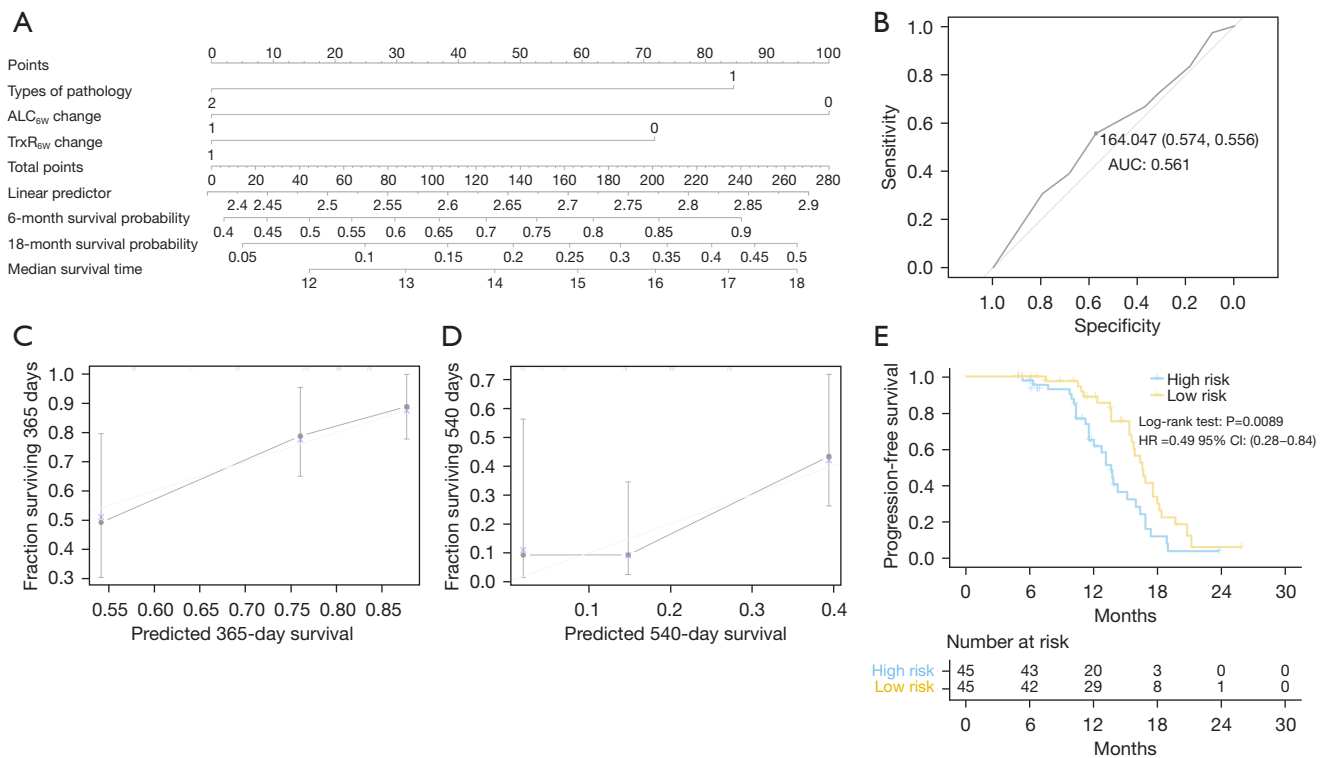 A
Points
0 10 20 30 40 50 60 70 80 90 100
Types of pathology
2 1
ALC6W change
1 0
TrxR6W change
1 0
Total points
0 20 40 60 80 100 120 140 160 180 200 220 240 260 280
Linear predictor
2.4 2.45 2.5 2.55 2.6 2.65 2.7 2.75 2.8 2.85 2.9
6-month survival probability
0.4 0.45 0.5 0.55 0.6 0.65 0.7 0.75 0.8 0.85 0.9
18-month survival probability
0.05 0.1 0.15 0.2 0.25 0.3 0.35 0.4 0.45 0.5
Median survival time
12 13 14 15 16 17 18
B
Sensitivity
1.0
0.8
0.6
0.4
0.2
0.0
164.047 (0.574, 0.556)
AUC: 0.561
1.0 0.8 0.6 0.4 0.2 0.0
Specificity
C
Fraction surviving 365 days
1.0
0.9
0.8
0.7
0.6
0.5
0.4
0.3
0.55 0.60 0.65 0.70 0.75 0.80 0.85
Predicted 365-day survival
D
Fraction surviving 540 days
0.7
0.6
0.5
0.4
0.3
0.2
0.1
0.0
0.1 0.2 0.3 0.4
Predicted 540-day survival
E
Progression-free survival
1.0
0.8
0.6
0.4
0.2
0.0
High risk
Low risk
Log-rank test: P=0.0089
HR =0.49 95% CI: (0.28–0.84)
0 6 12 18 24 30
Months
Number at risk
High risk 45 43 20 3 0 0
Low risk 45 42 29 8 1 0
0 6 12 18 24 30
Months